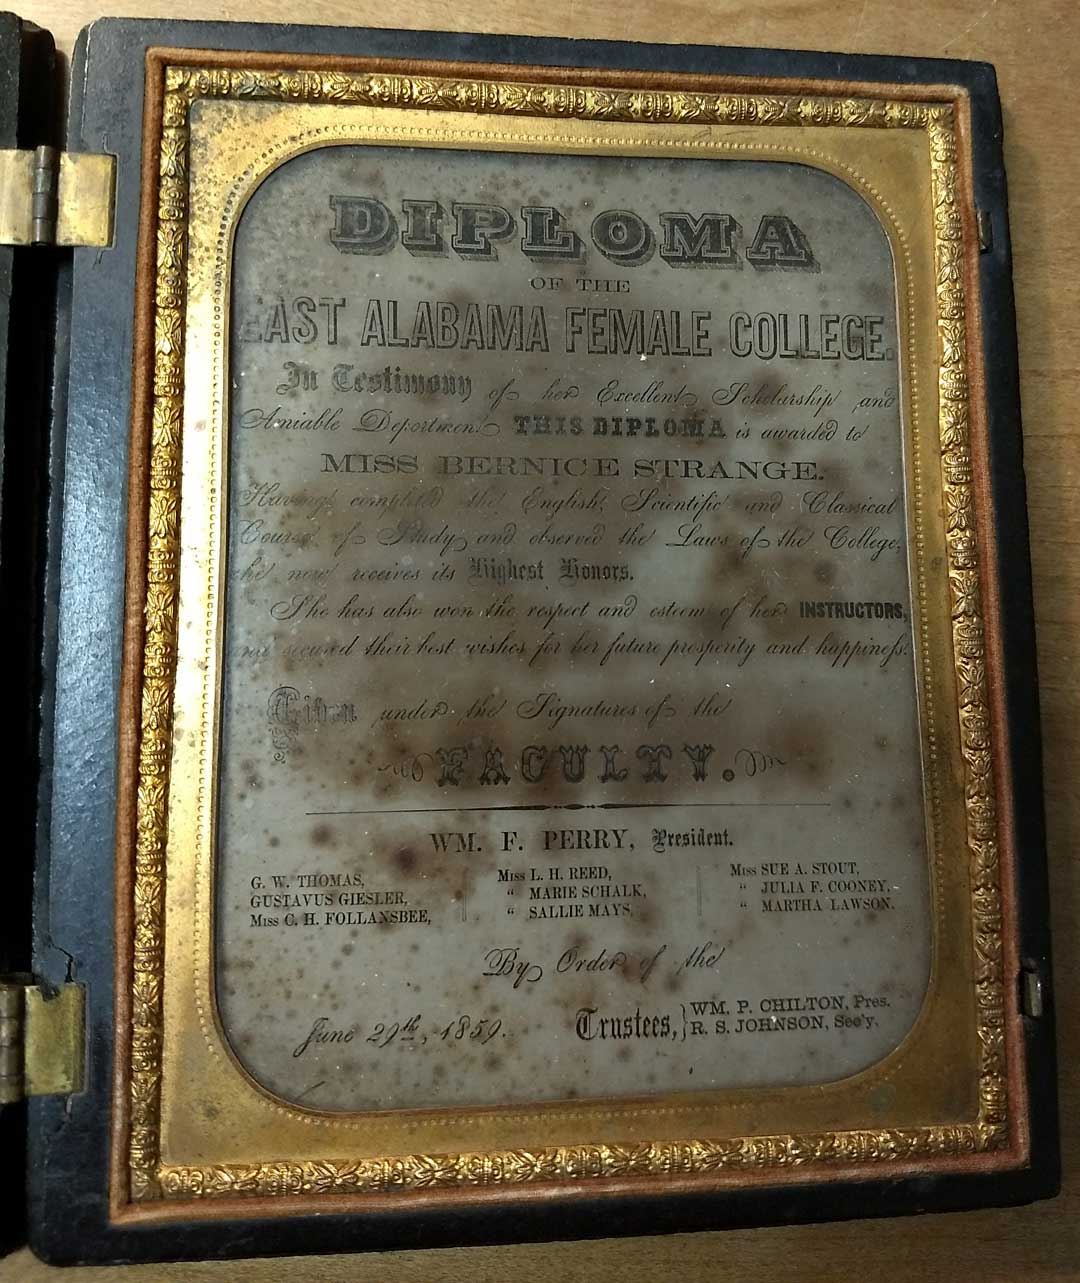 DIPLOMA
OF THE
EAST ALABAMA FEMALE COLLEGE.
In Testimony of her Excellent Scholarship and
Amiable Deportment THIS DIPLOMA is awarded to
MISS BERNICE STRANGE.
Having completed the English, Scientific and Classical
Course of Study and observed the Laws of the College,
she now receives its Highest Honors.
She has also won the respect and esteem of her INSTRUCTORS,
and secured their best wishes for her future prosperity and happiness.
Given under the Signatures of the
FACULTY.
WM. F. PERRY, President.
G. W. THOMAS,
GUSTAVUS GIESLER,
Miss C. H. FOLLANSBEE,
Miss L. H. REED,
" MARIE SCHALK,
" SALLIE MAYS,
Miss SUE A. STOUT,
" JULIA F. COONEY,
" MARTHA LAWSON.
By Order of the
June 29th, 1859.
Trustees, } WM. P. CHILTON, Pres.
R. S. JOHNSON, Sec'y.